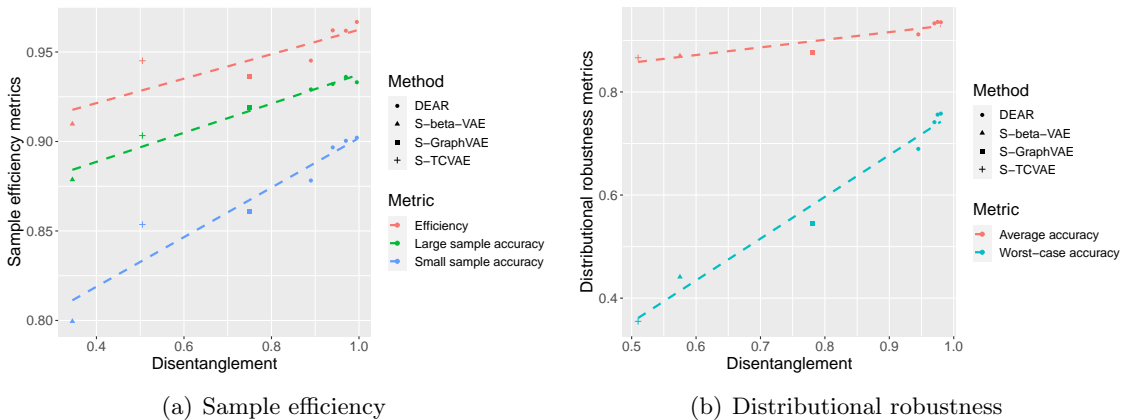 Sample efficiency metrics
0.95
0.90
0.85
0.80
0.4
0.6
0.8
1.0
Disentanglement
Method
DEAR
S−beta−VAE
S−GraphVAE
S−TCVAE
Metric
Efficiency
Large sample accuracy
Small sample accuracy
(a) Sample efficiency
Distributional robustness metrics
0.8
0.6
0.4
0.5
0.6
0.7
0.8
0.9
1.0
Disentanglement
Method
DEAR
S−beta−VAE
S−GraphVAE
S−TCVAE
Metric
Average accuracy
Worst−case accuracy
(b) Distributional robustness